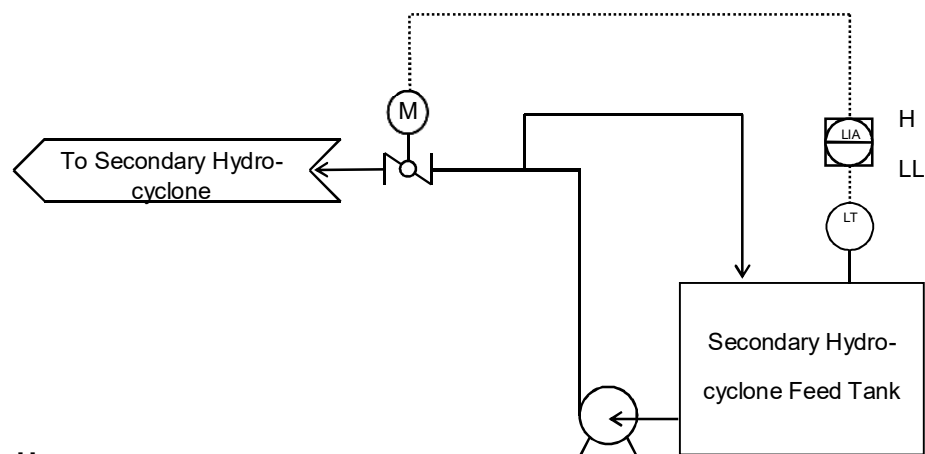 M
H
LIA
To Secondary Hydro-
cyclone
LL
LT
Secondary Hydro-
cyclone Feed Tank